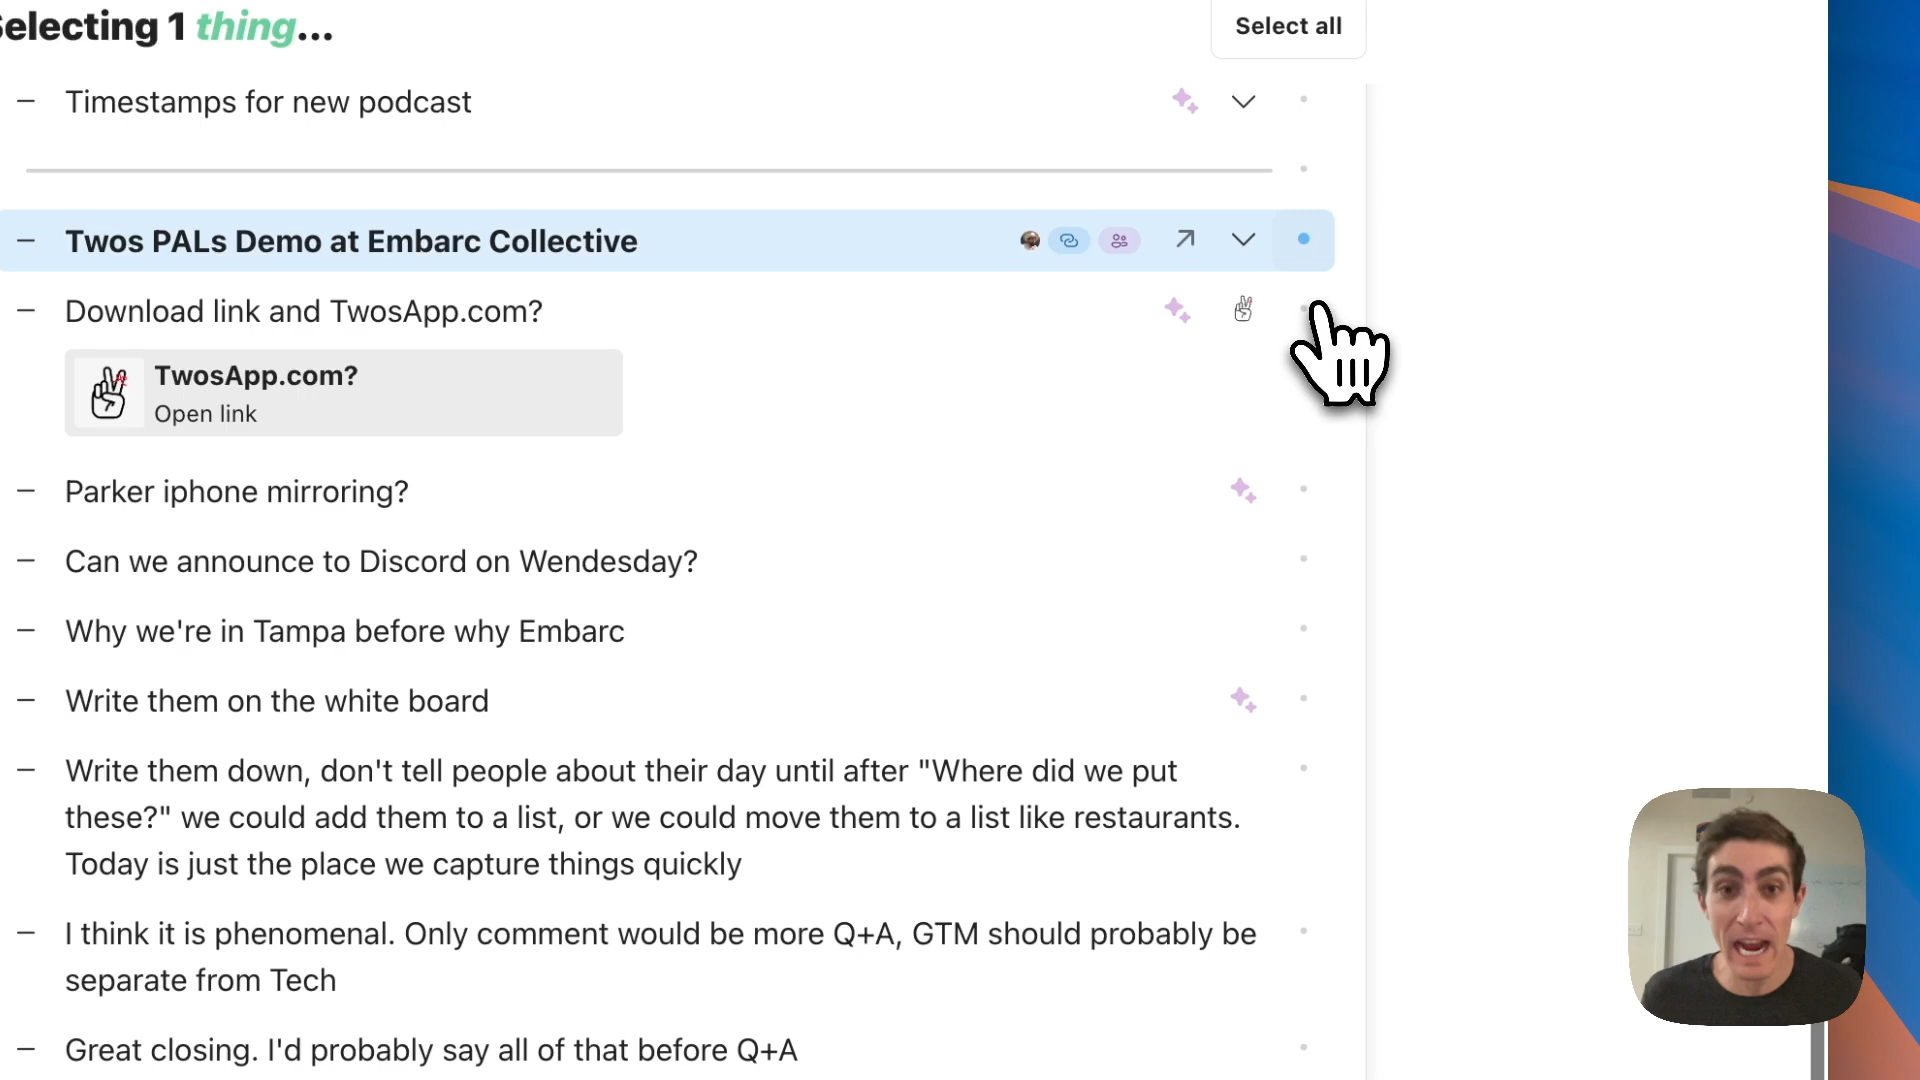 Selecting 1 thing...
Select all
– Timestamps for new podcast
– Twos PALs Demo at Embarc Collective
– Download link and TwosApp.com?
TwosApp.com?
Open link
– Parker iphone mirroring?
– Can we announce to Discord on Wendesday?
– Why we're in Tampa before why Embarc
– Write them on the white board
– Write them down, don't tell people about their day until after "Where did we put
these?" we could add them to a list, or we could move them to a list like restaurants.
Today is just the place we capture things quickly
– I think it is phenomenal. Only comment would be more Q+A, GTM should probably be
separate from Tech
– Great closing. I'd probably say all of that before Q+A